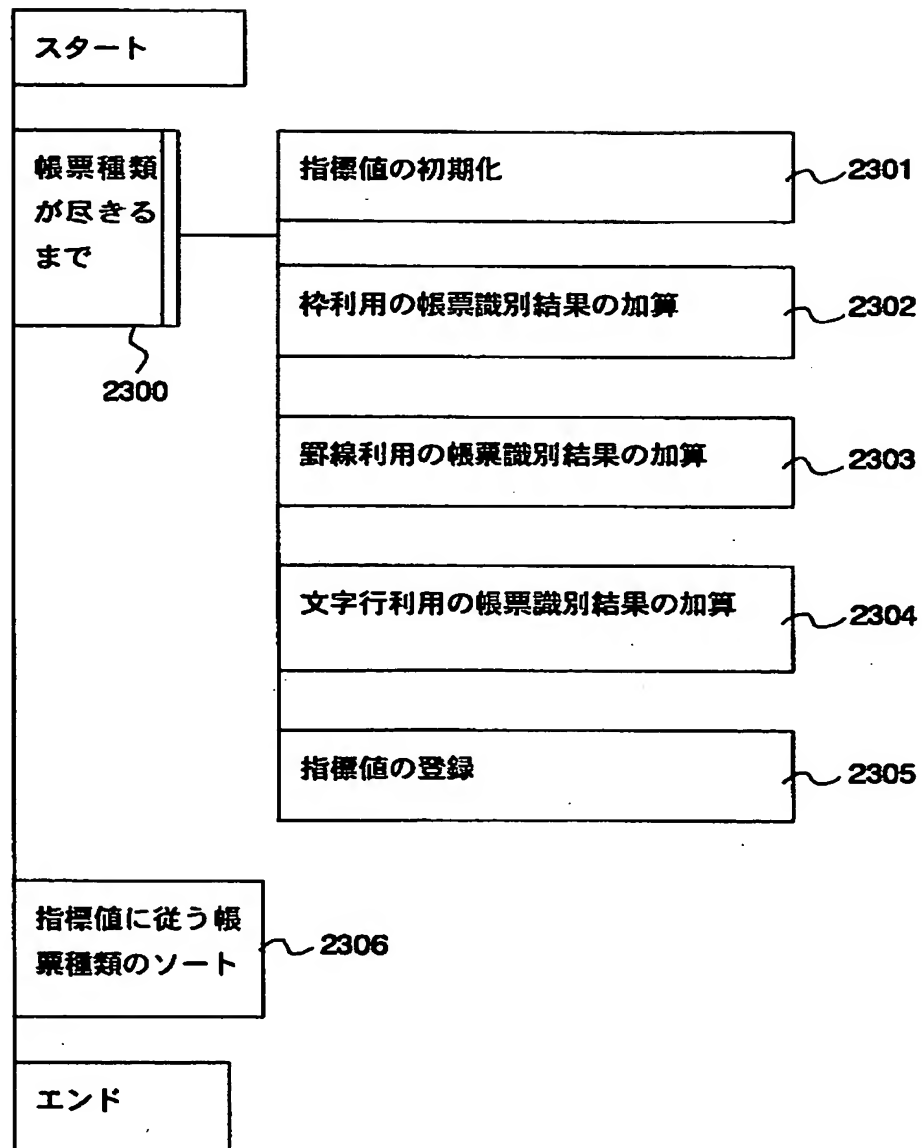 スタート
帳票種類
が尽きる
まで
2300
指標値の初期化
2301
枠利用の帳票識別結果の加算
2302
罫線利用の帳票識別結果の加算
2303
文字行利用の帳票識別結果の加算
2304
指標値の登録
2305
指標値に従う帳
票種類のソート
2306
エンド